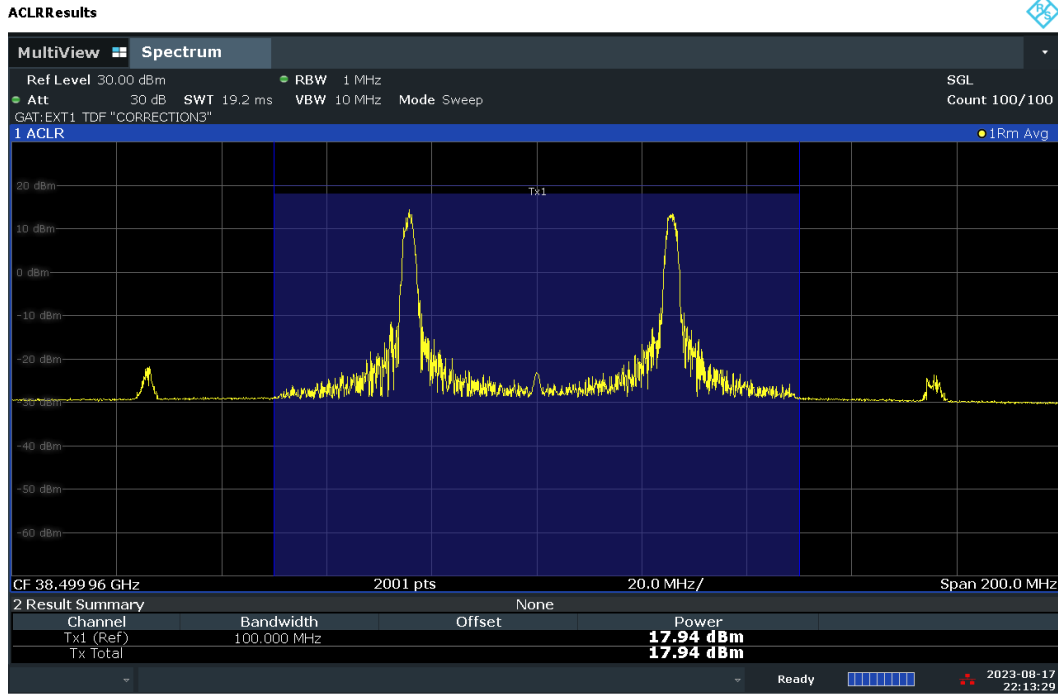 ACLRResults
R&S
MultiView Spectrum
Ref Level 30.00 dBm RBW 1 MHz SGL
Att 30 dB SWT 19.2 ms VBW 10 MHz Mode Sweep Count 100/100
GAT:EXT1 TDF "CORRECTION3"
1 ACLR 1Rm Avg
Tx1
20 dBm
10 dBm
0 dBm
-10 dBm
-20 dBm
-30 dBm
-40 dBm
-50 dBm
-60 dBm
CF 38.49996 GHz 2001 pts 20.0 MHz/ Span 200.0 MHz
2 Result Summary None
Channel Bandwidth Offset Power
Tx1 (Ref) 100.000 MHz 17.94 dBm
Tx Total 17.94 dBm
Ready 2023-08-17
22:13:29